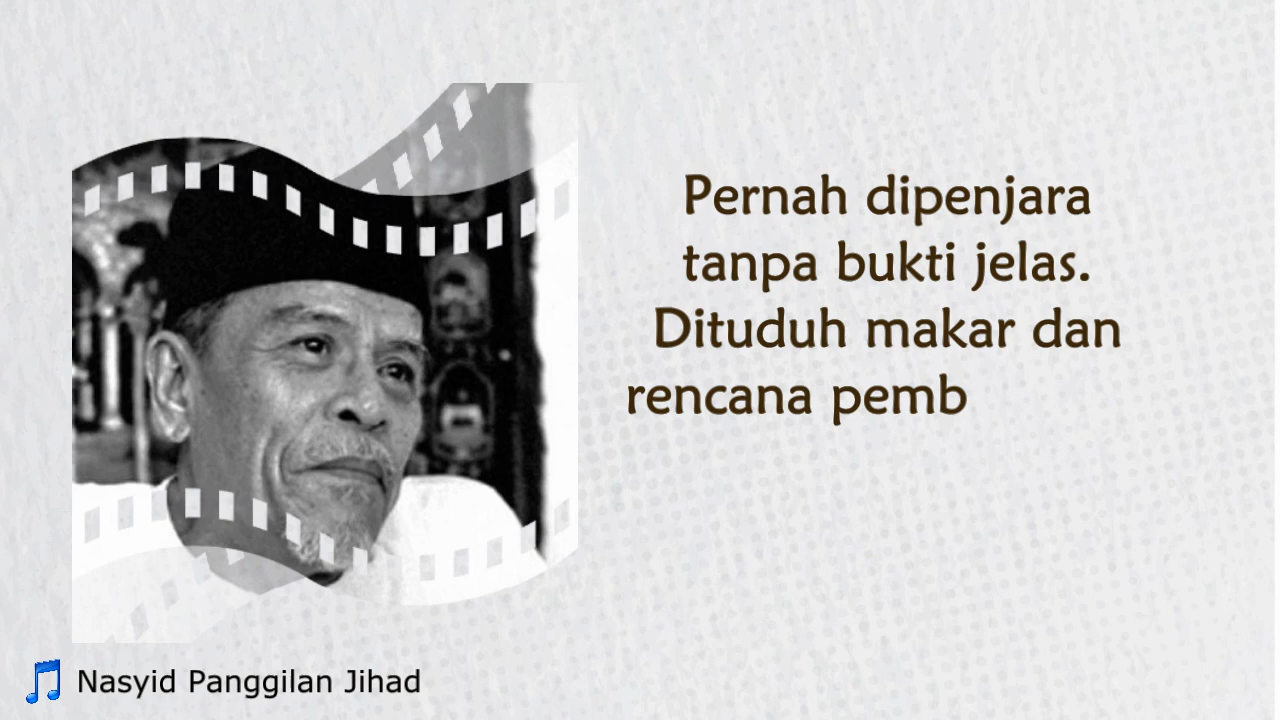 Pernah dipenjara
tanpa bukti jelas.
Dituduh makar dan
rencana pemb
Nasyid Panggilan Jihad